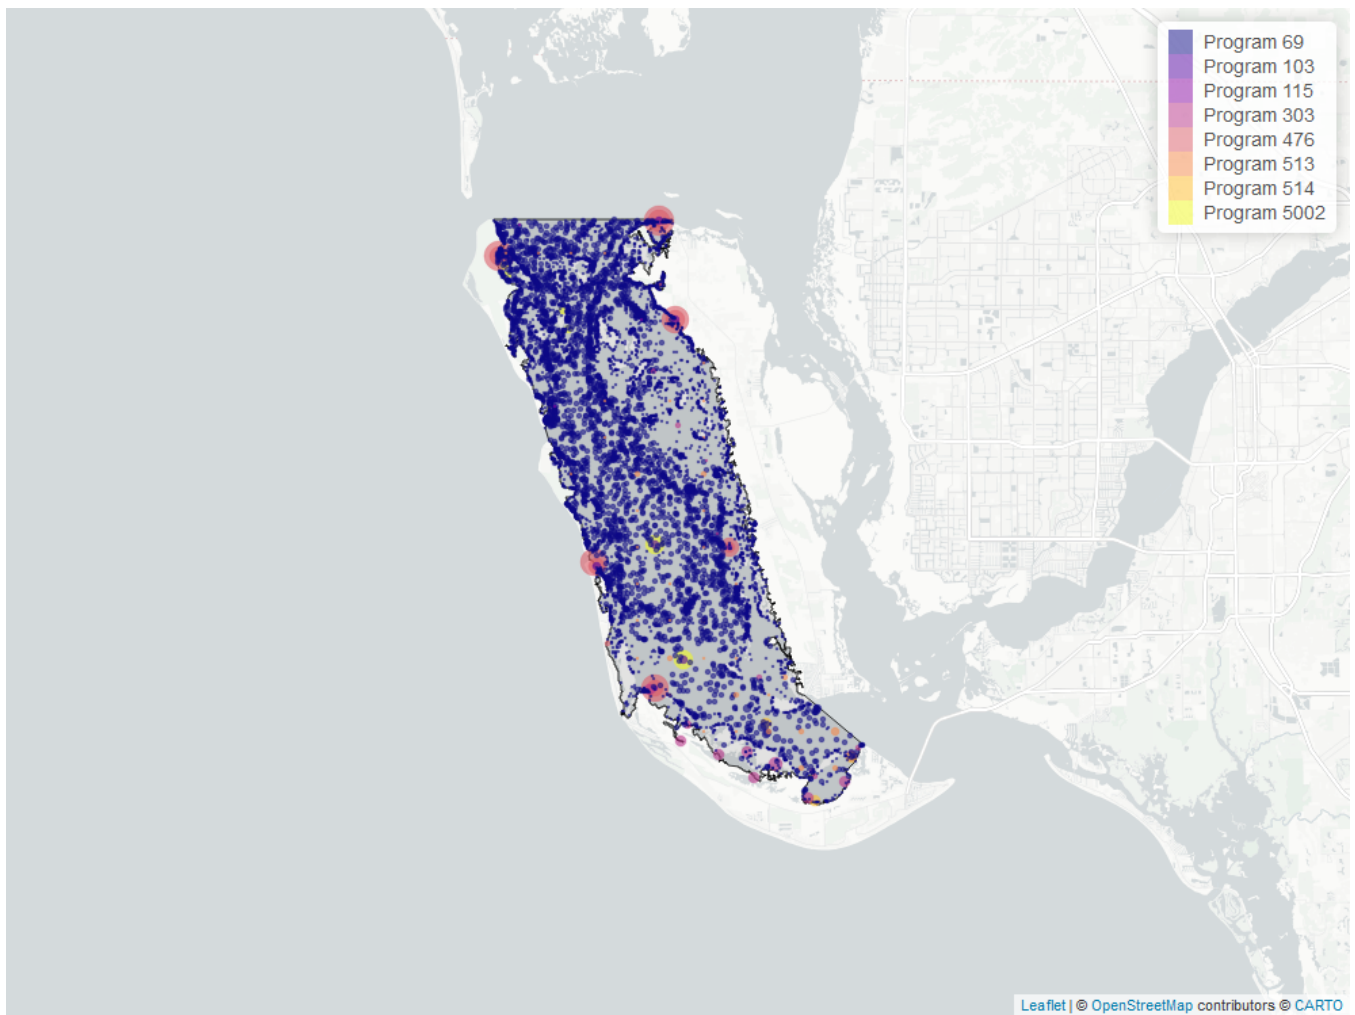 Program 69
Program 103
Program 115
Program 303
Program 476
Program 513
Program 514
Program 5002
Leaflet | © OpenStreetMap contributors © CARTO